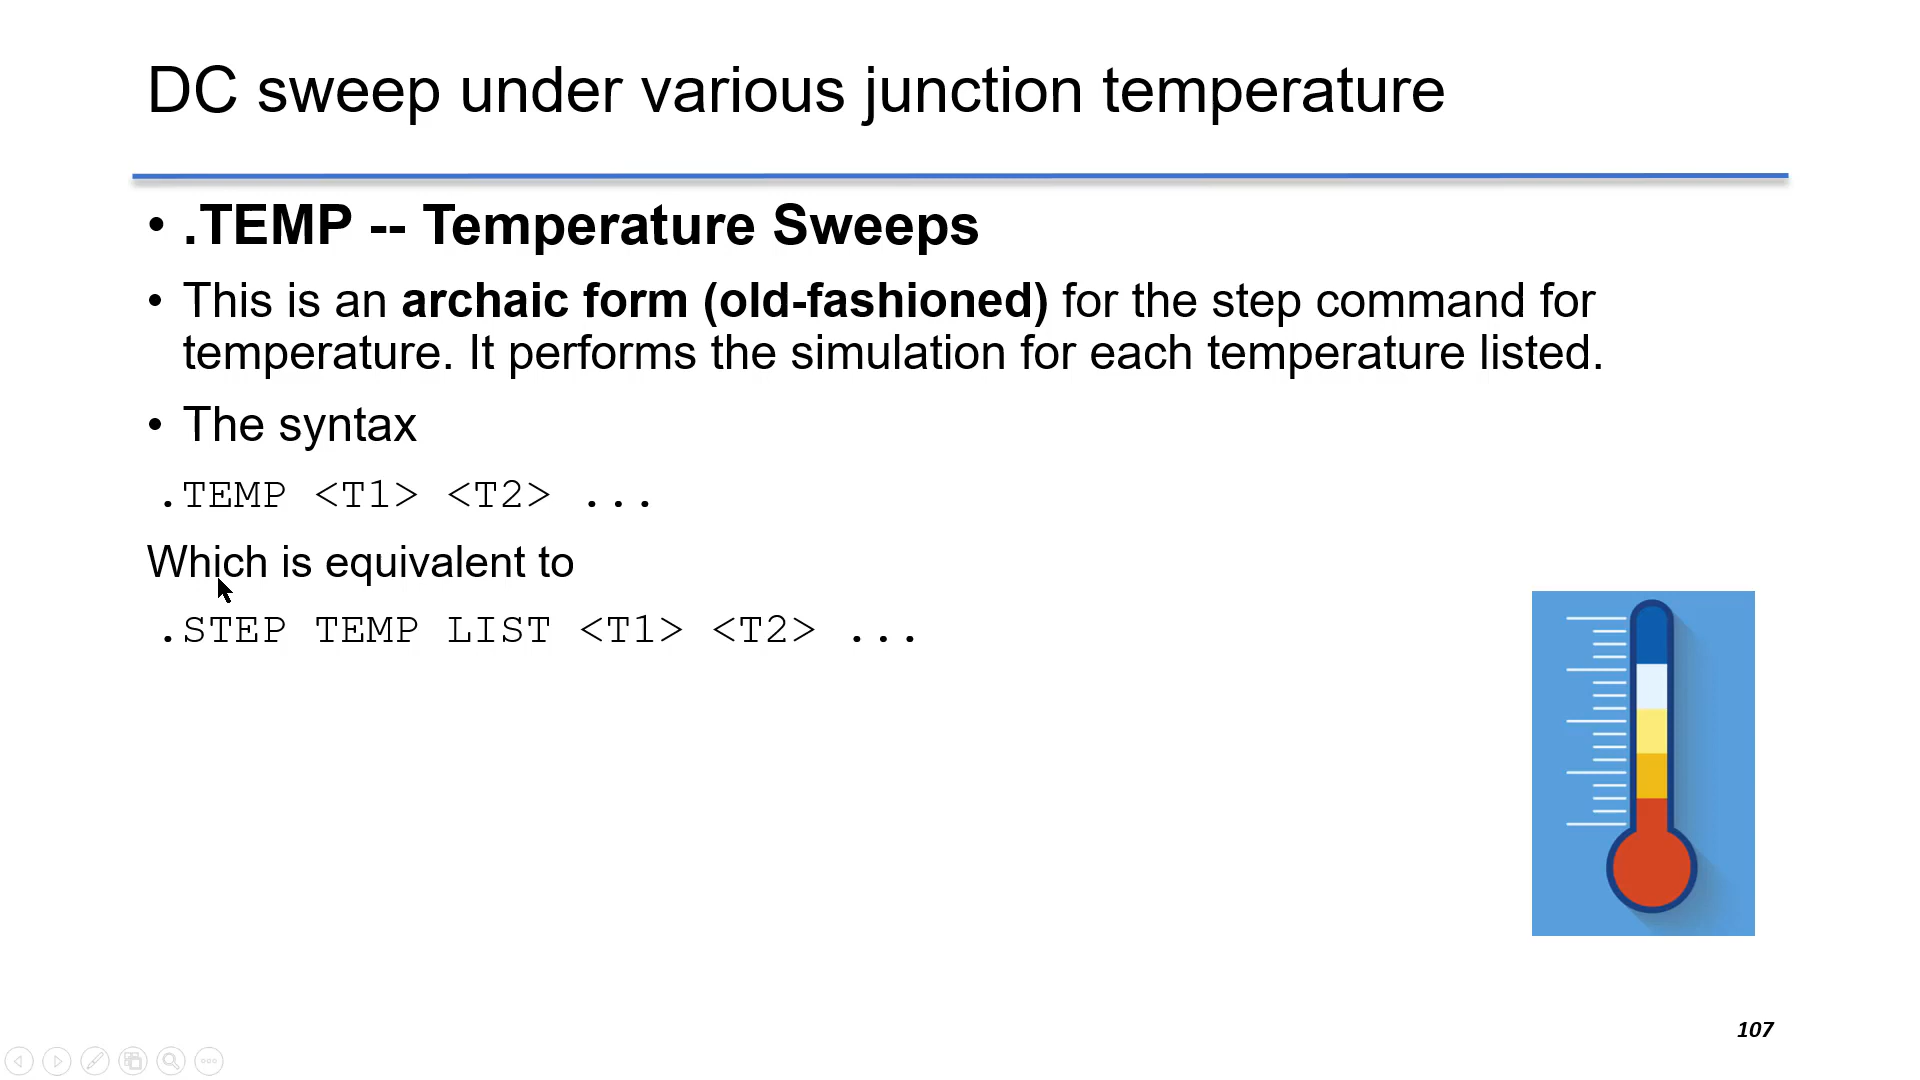 DC sweep under various junction temperature
• .TEMP -- Temperature Sweeps
• This is an archaic form (old-fashioned) for the step command for
temperature. It performs the simulation for each temperature listed.
• The syntax
.TEMP <T1> <T2> ...
Which is equivalent to
.STEP TEMP LIST <T1> <T2> ...
107